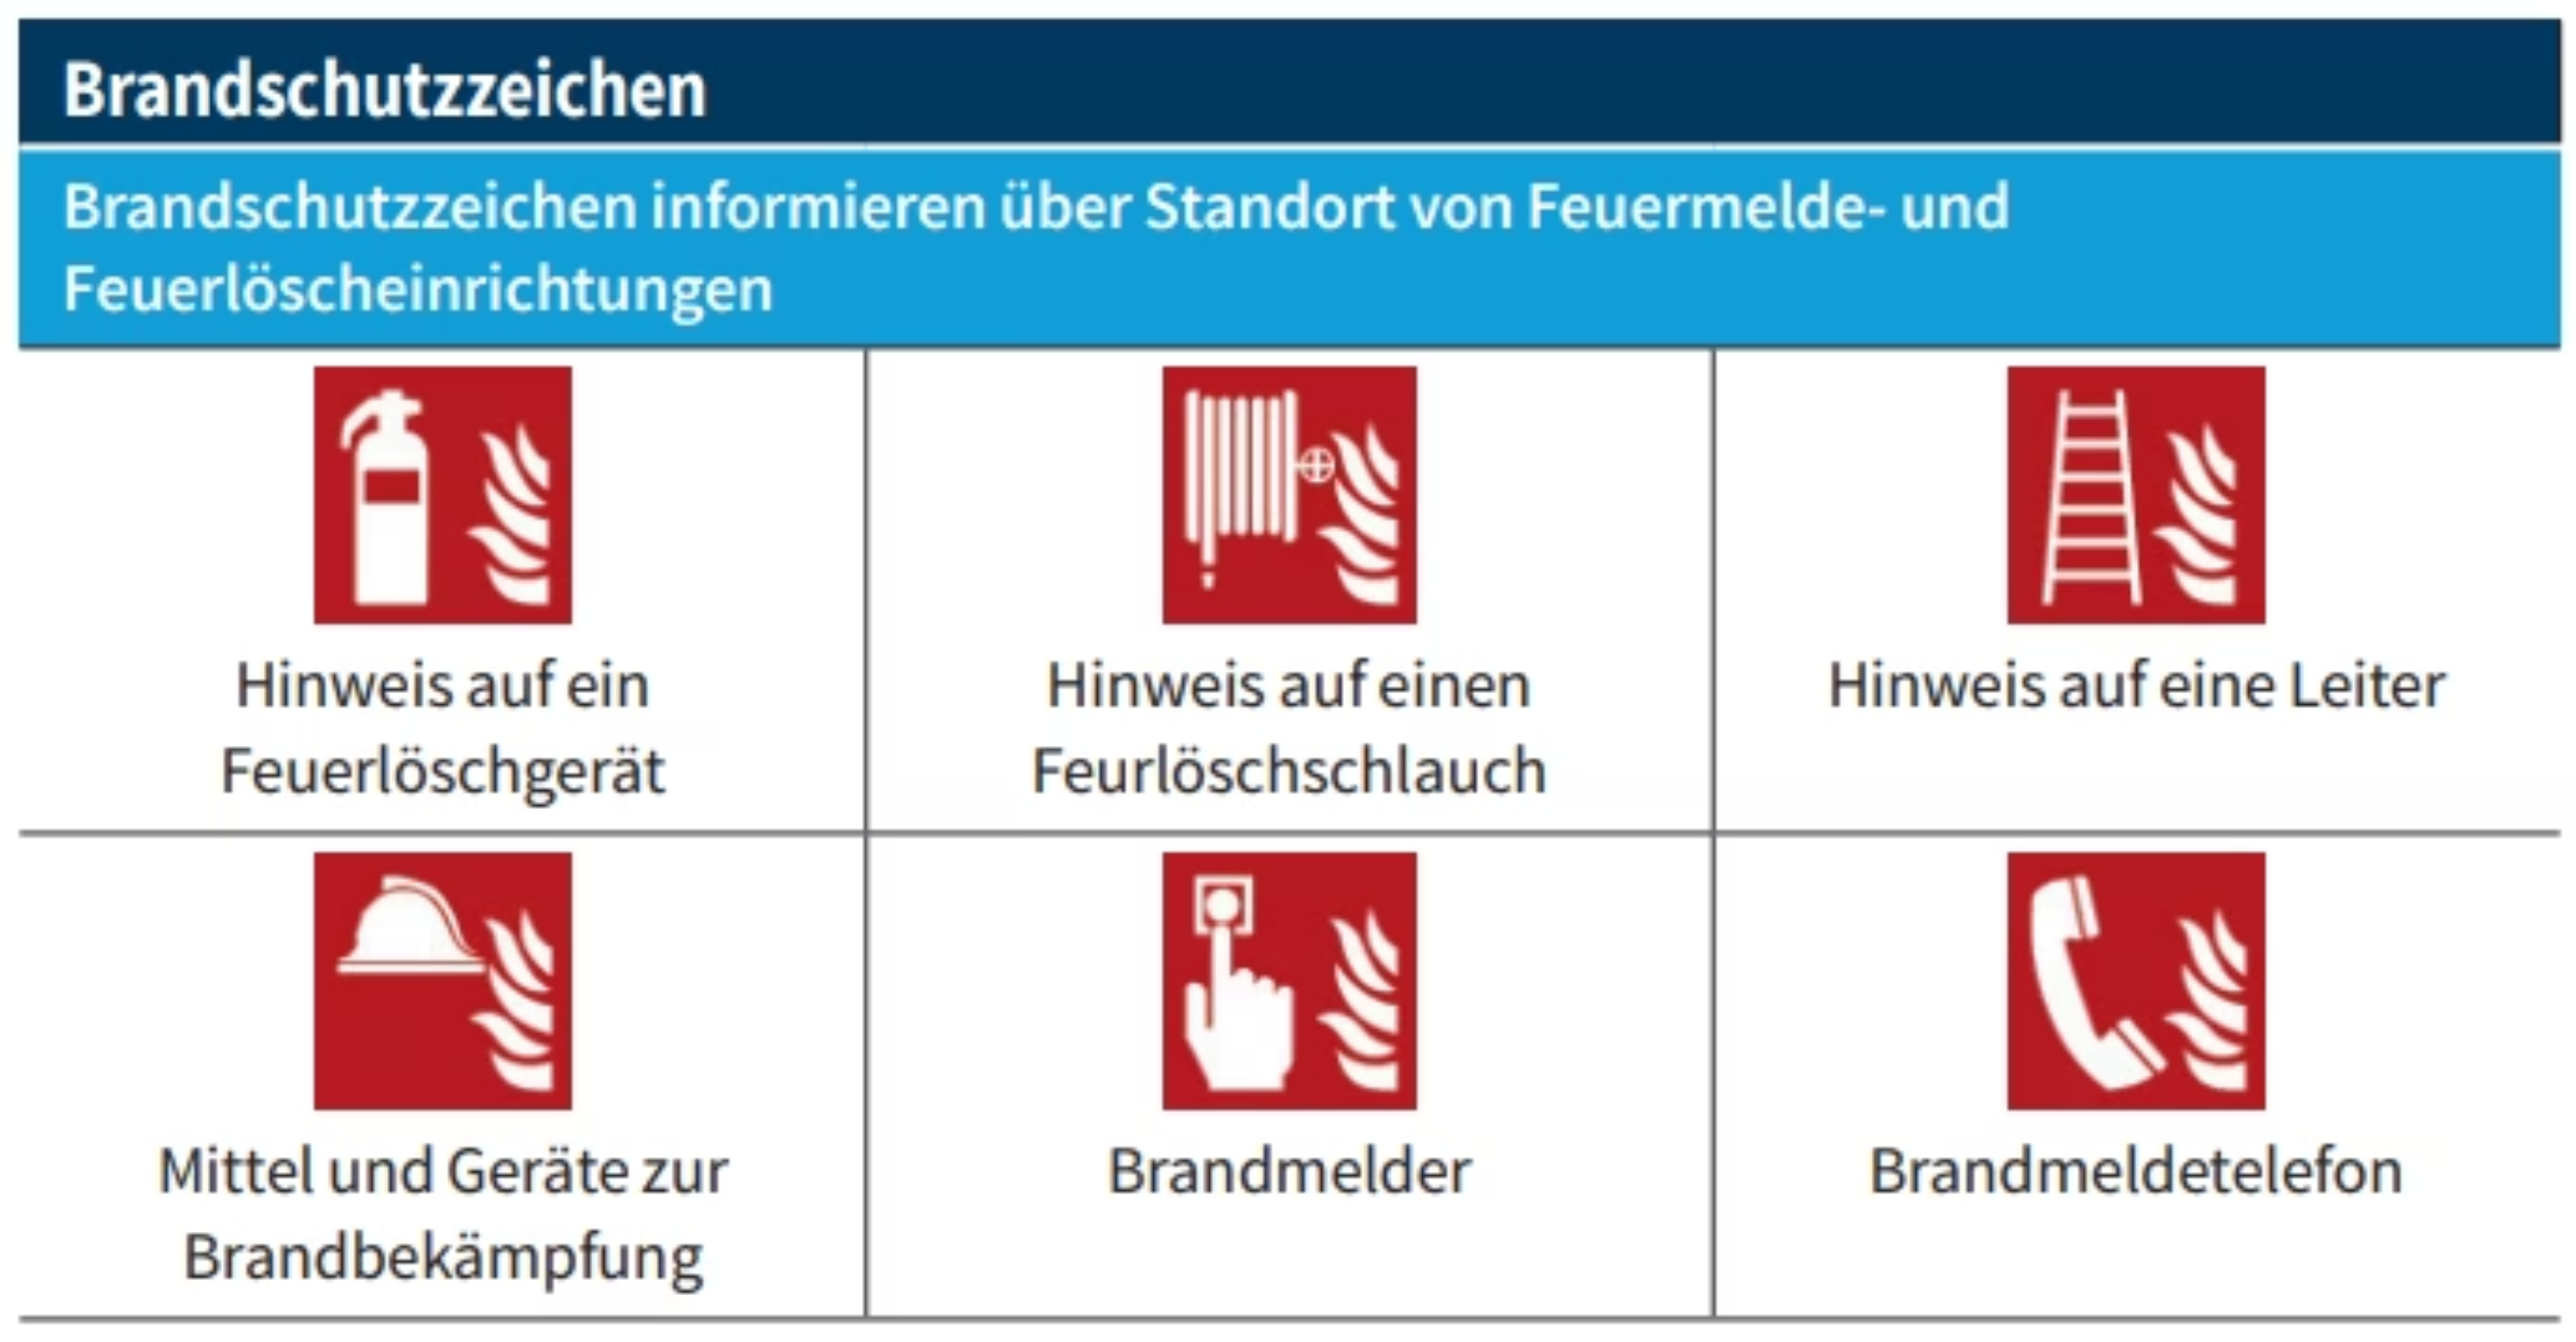 Brandschutzzeichen
Brandschutzzeichen informieren über Standort von Feuermelde- und
Feuerlöscheinrichtungen
Hinweis auf ein
Feuerlöschgerät
Hinweis auf einen
Feurlöschschlauch
Hinweis auf eine Leiter
Mittel und Geräte zur
Brandbekämpfung
Brandmelder
Brandmeldetelefon